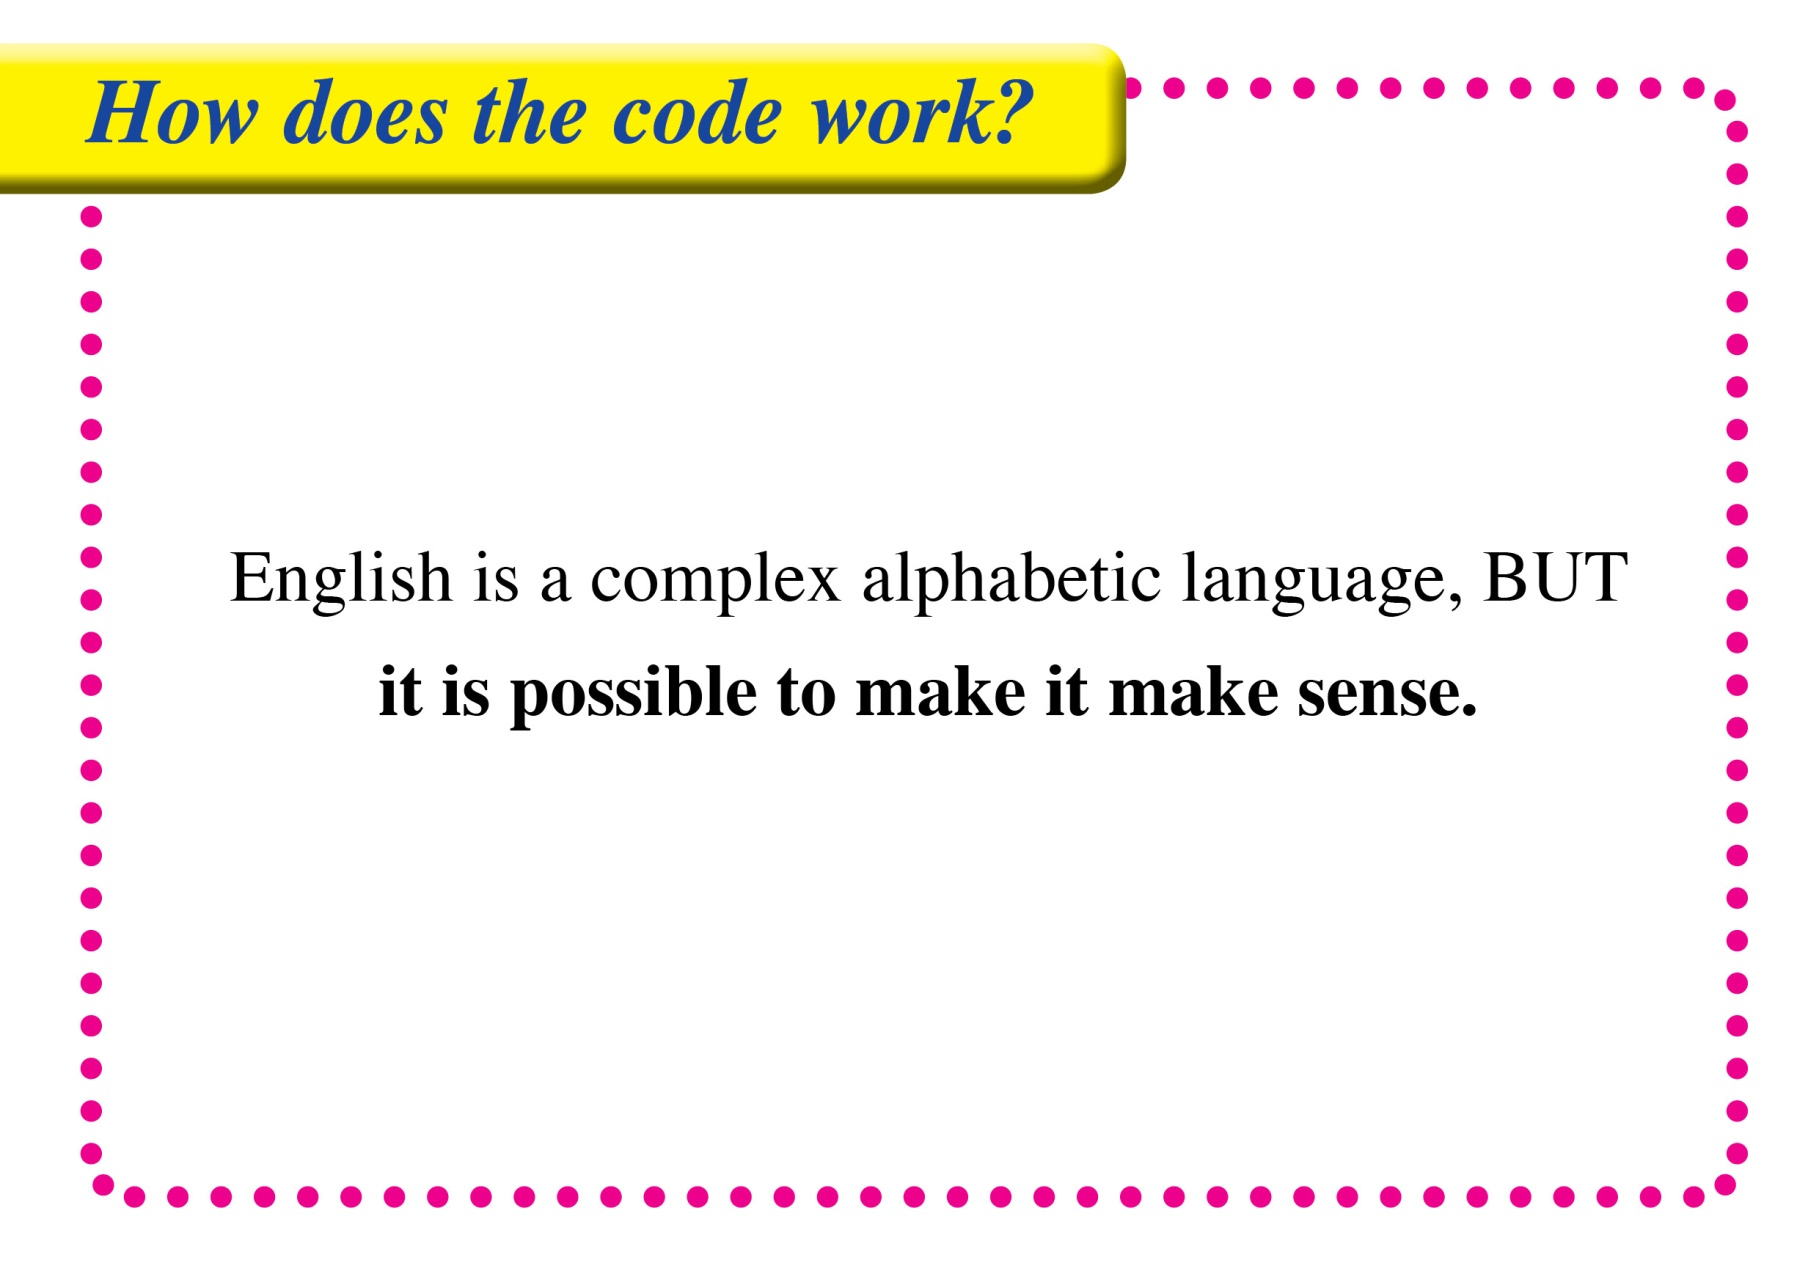 How does the code work?
English is a complex alphabetic language, BUT
it is possible to make it make sense.